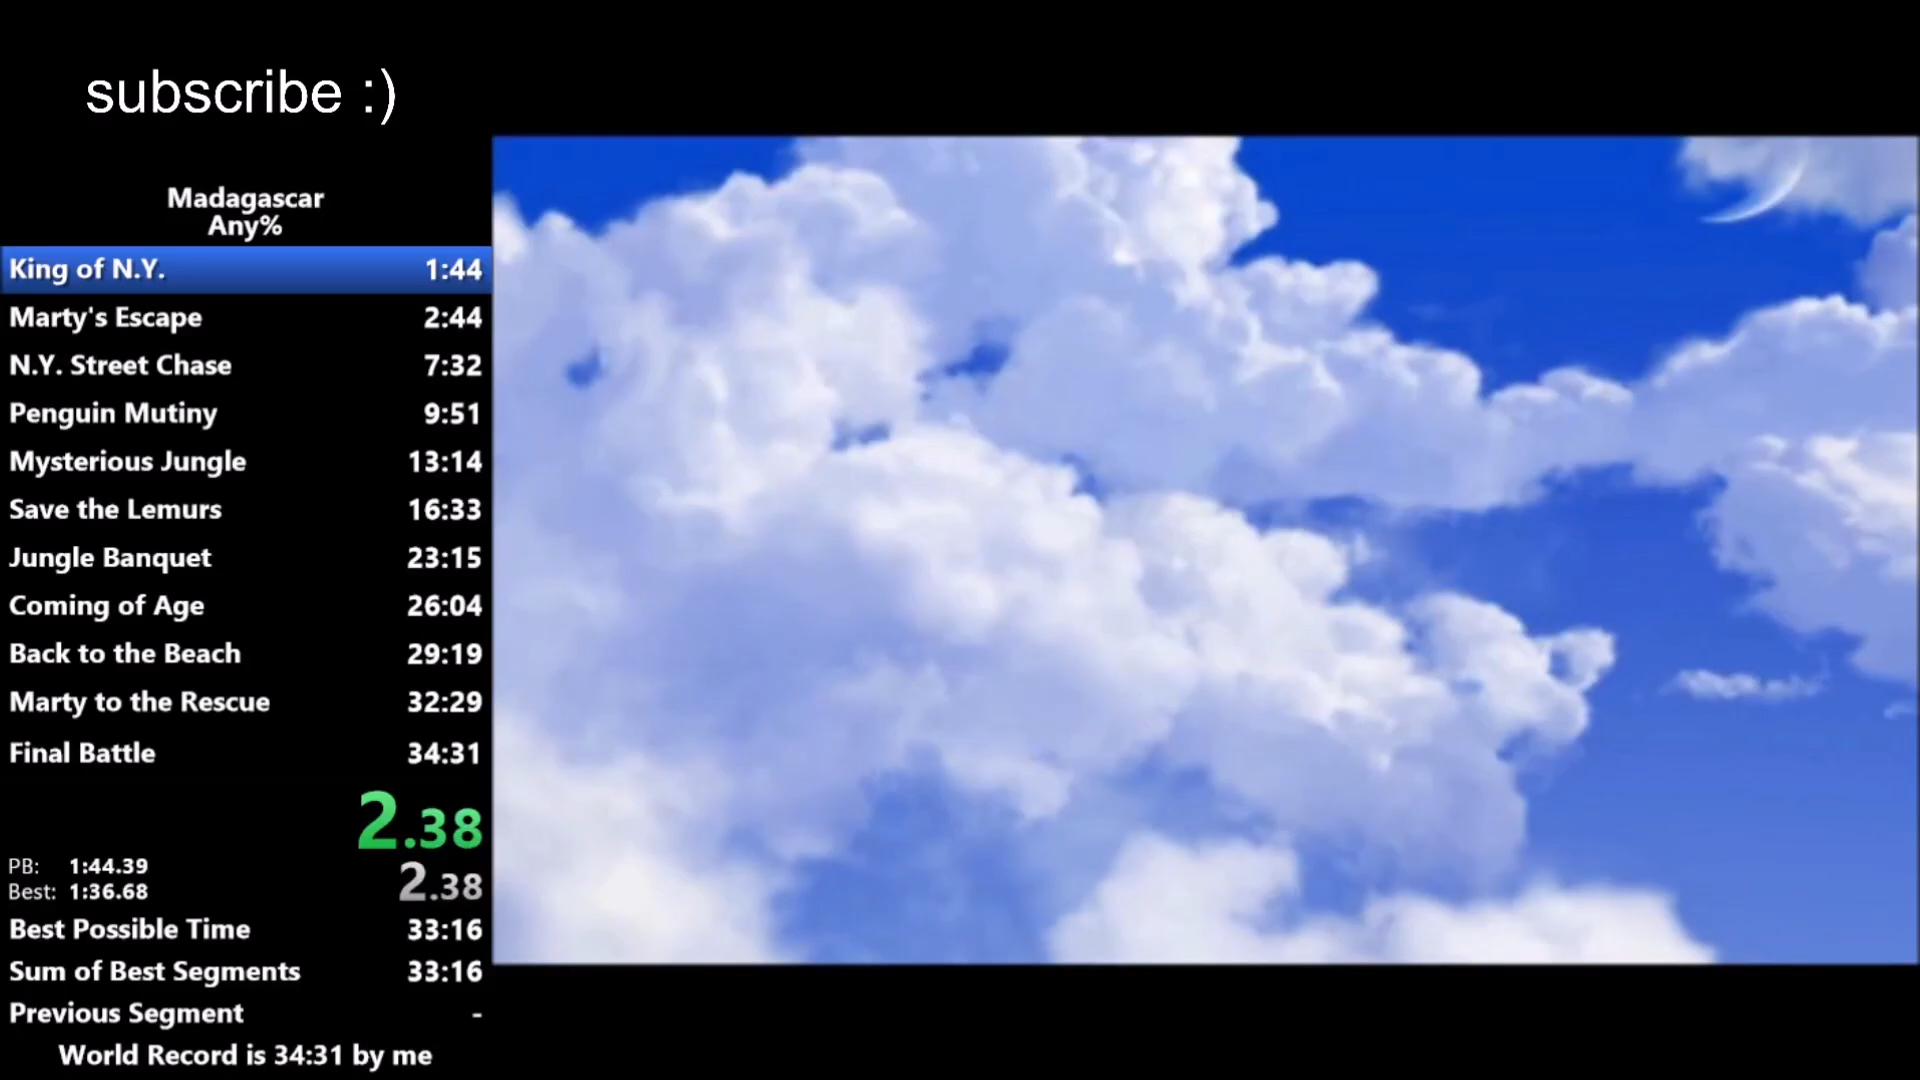 subscribe :)
Madagascar
Any%
King of N.Y. 1:44
Marty's Escape 2:44
N.Y. Street Chase 7:32
Penguin Mutiny 9:51
Mysterious Jungle 13:14
Save the Lemurs 16:33
Jungle Banquet 23:15
Coming of Age 26:04
Back to the Beach 29:19
Marty to the Rescue 32:29
Final Battle 34:31
2.38
PB: 1:44.39
Best: 1:36.68 2.38
Best Possible Time 33:16
Sum of Best Segments 33:16
Previous Segment -
World Record is 34:31 by me